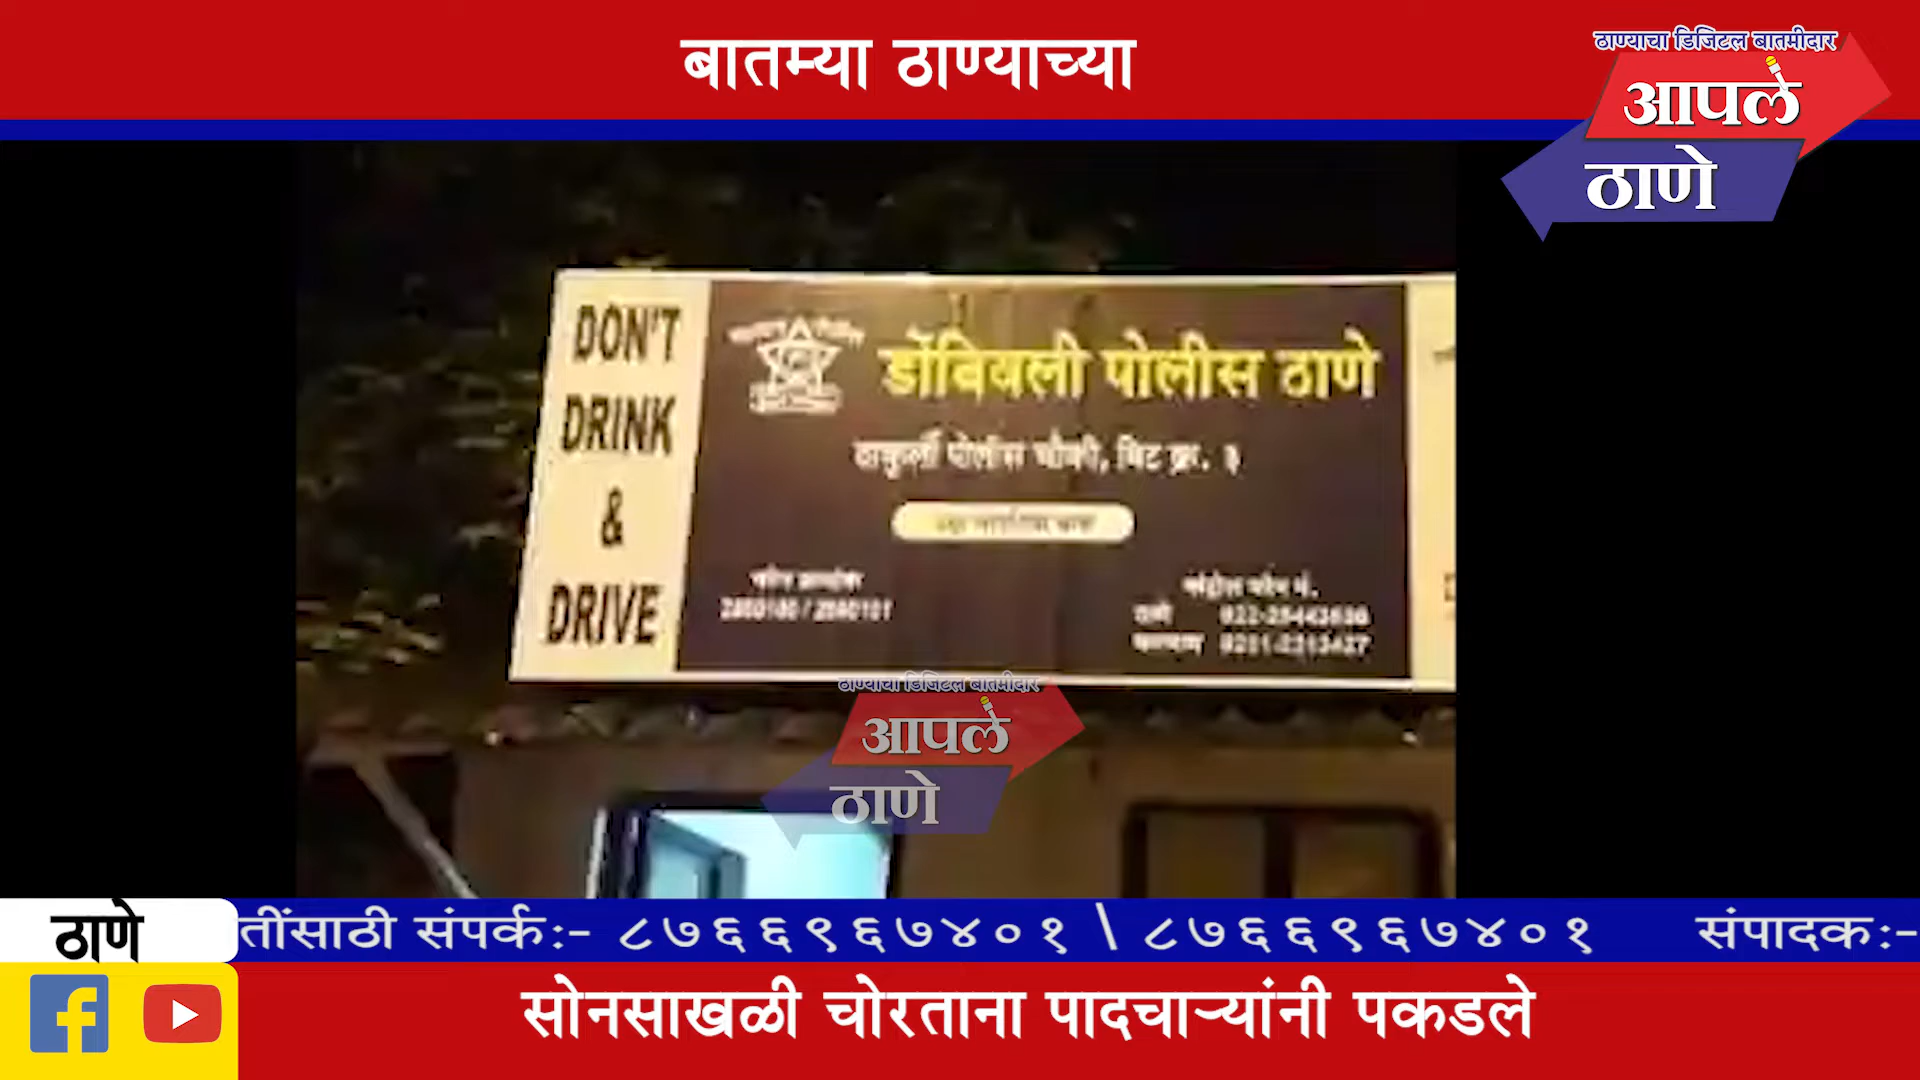 बातम्या ठाण्याच्या
ठाण्याचा डिजिटल बातमीदार
आपले
ठाणे
DON'T
DRINK
&
DRIVE
डोंबिवली पोलीस ठाणे
ठाकुर्ली पोलीस चौकी, बिट क्र. ३
ठाण्याचा डिजिटल बातमीदार
आपले
ठाणे
ठाणे
तींसाठी संपर्क:- ८७६६९६७४०१ \ ८७६६९६७४०१ संपादक:-
सोनसाखळी चोरताना पादचाऱ्यांनी पकडले